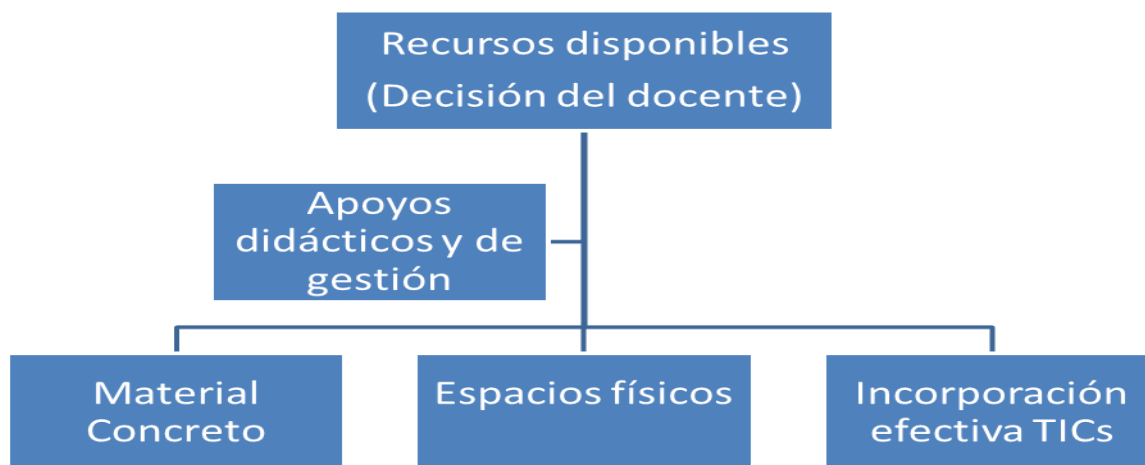 Recursos disponibles
(Decisión del docente)
Apoyos
didácticos y de
gestión
Material
Concreto
Espacios físicos
Incorporación
efectiva TICs